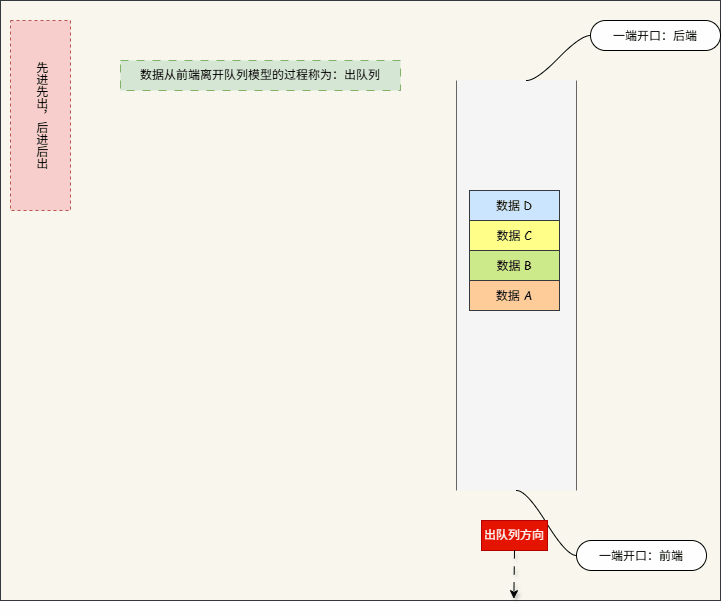 先进先出，后进后出
数据从前端离开队列模型的过程称为：出队列
一端开口：后端
数据 D
数据 C
数据 B
数据 A
出队列方向
一端开口：前端